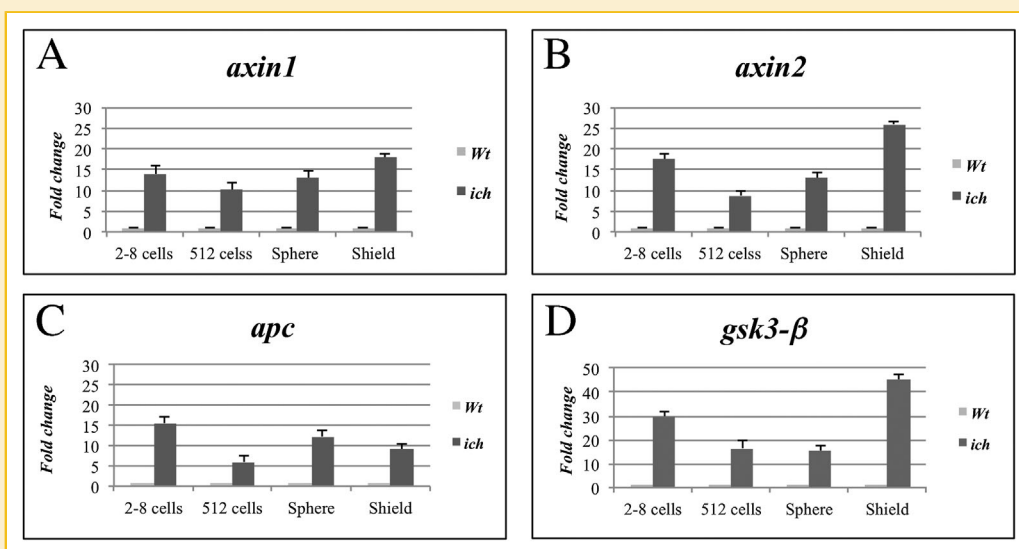 A
axin1
Fold change
30
25
20
15
10
5
0
2-8 cells 512 celss Sphere Shield
Wt
ich
B
axin2
Fold change
30
25
20
15
10
5
0
2-8 cells 512 celss Sphere Shield
Wt
ich
C
apc
Fold change
30
25
20
15
10
5
0
2-8 cells 512 cells Sphere Shield
Wt
ich
D
gsk3-β
Fold change
50
40
30
20
10
0
2-8 cells 512 cells Sphere Shield
Wt
ich